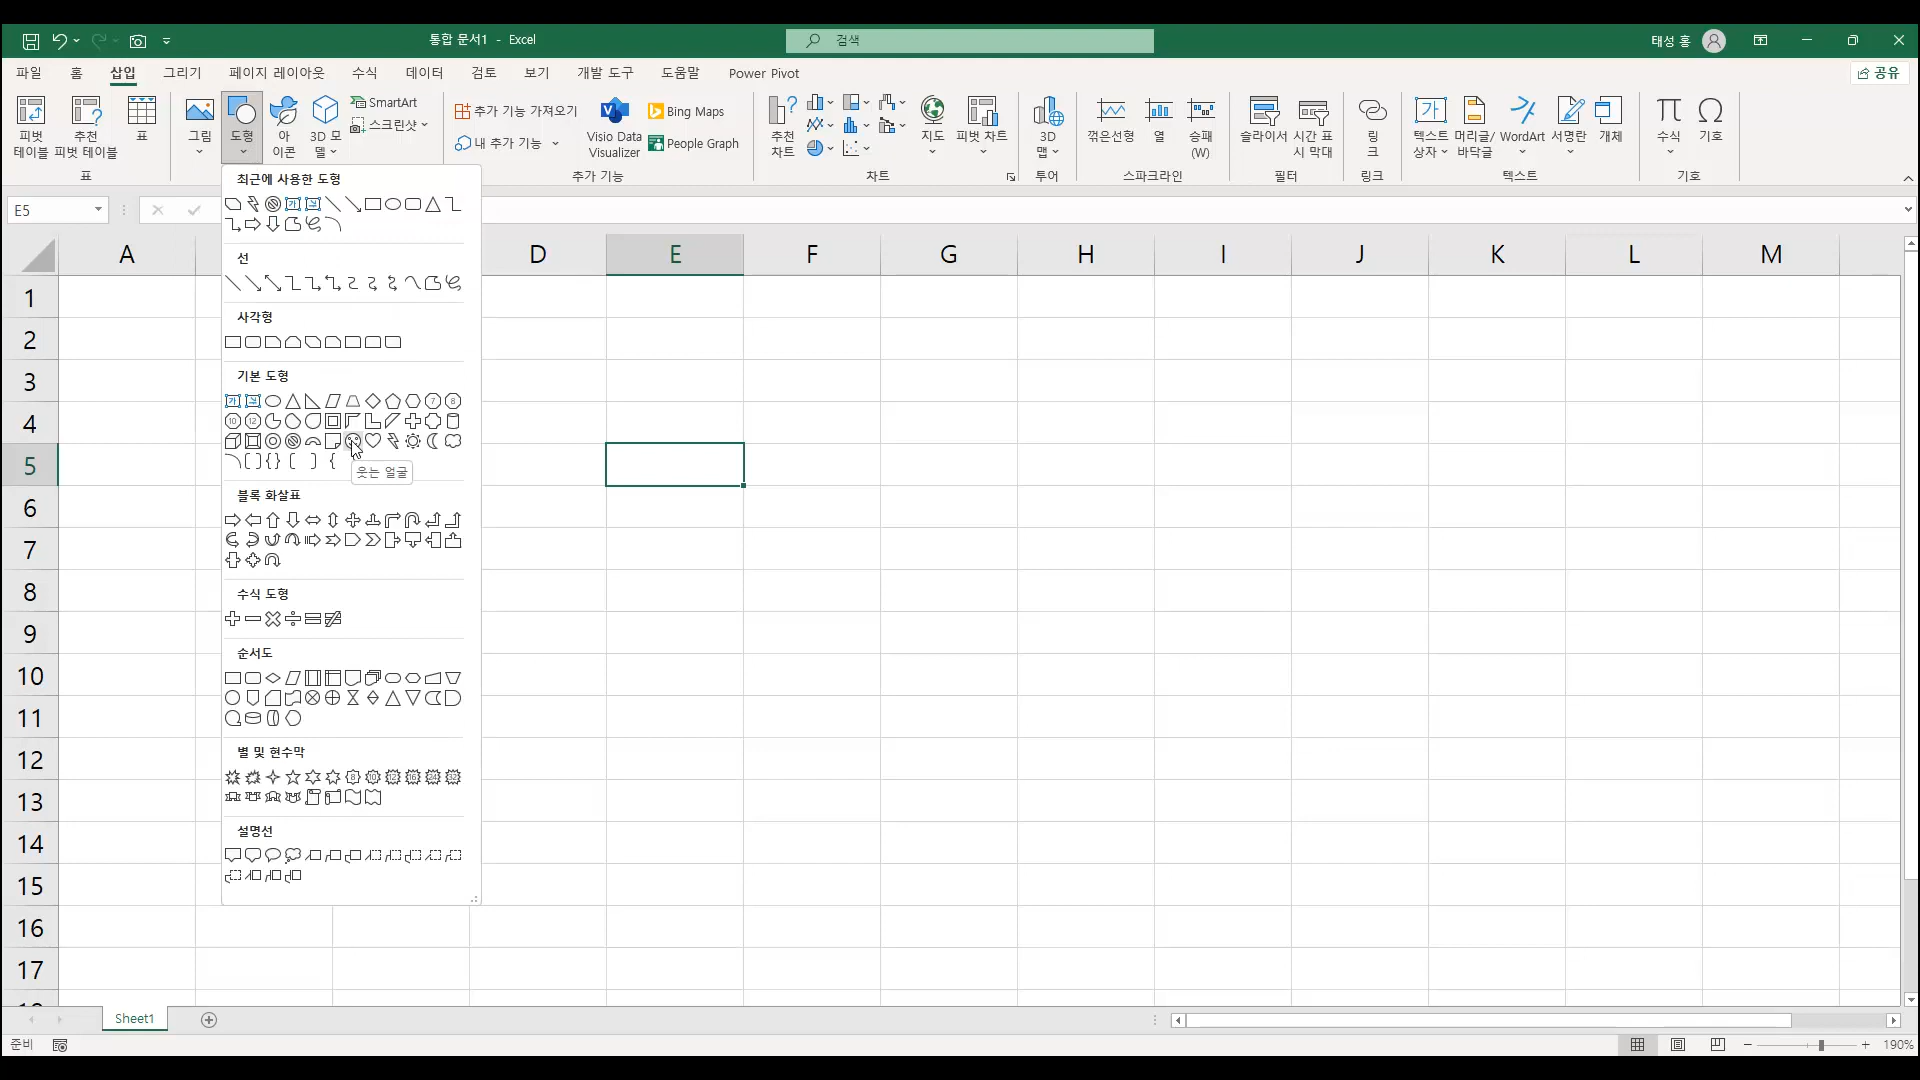 통합 문서1 - Excel
검색
태성 홍
파일 홈 삽입 그리기 페이지 레이아웃 수식 데이터 검토 보기 개발 도구 도움말 Power Pivot
공유
피벗 테이블
추천 피벗 테이블
표
표
그림
도형
아이콘
3D 모델
SmartArt
스크린샷
추가 기능 가져오기
내 추가 기능
Visio Data Visualizer
Bing Maps
People Graph
추가 기능
추천 차트
지도
피벗 차트
차트
3D 맵
투어
꺾은선형
열
승패 (W)
스파크라인
슬라이서
시간 표시 막대
필터
링크
링크
텍스트 상자
머리글/바닥글
WordArt
서명란
개체
텍스트
수식
기호
기호
E5
최근에 사용한 도형
선
사각형
기본 도형
웃는 얼굴
블록 화살표
수식 도형
순서도
별 및 현수막
설명선
A D E F G H I J K L M
1
2
3
4
5
6
7
8
9
10
11
12
13
14
15
16
17
Sheet1
준비
190%